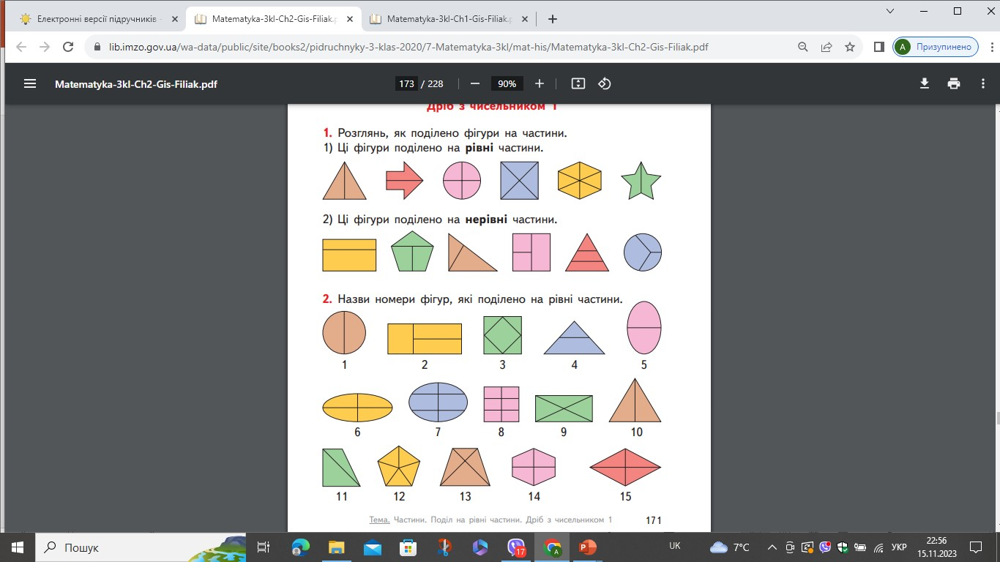 Електронні версії підручників -
Matematyka-3kl-Ch2-Gis-Filiak.p
Matematyka-3kl-Ch1-Gis-Filiak.p
lib.imzo.gov.ua/wa-data/public/site/books2/pidruchnyky-3-klas-2020/7-Matematyka-3kl/mat-his/Matematyka-3kl-Ch2-Gis-Filiak.pdf
A Призупинено
Matematyka-3kl-Ch2-Gis-Filiak.pdf
173 / 228
90%
Дріб з чисельником 1
1. Розглянь, як поділено фігури на частини.
1) Ці фігури поділено на рівні частини.
2) Ці фігури поділено на нерівні частини.
2. Назви номери фігур, які поділено на рівні частини.
1 2 3 4 5
6 7 8 9 10
11 12 13 14 15
Тема. Частини. Поділ на рівні частини. Дріб з чисельником 1 171
Пошук
17
A
P
UK
7°C
УКР
22:56
15.11.2023